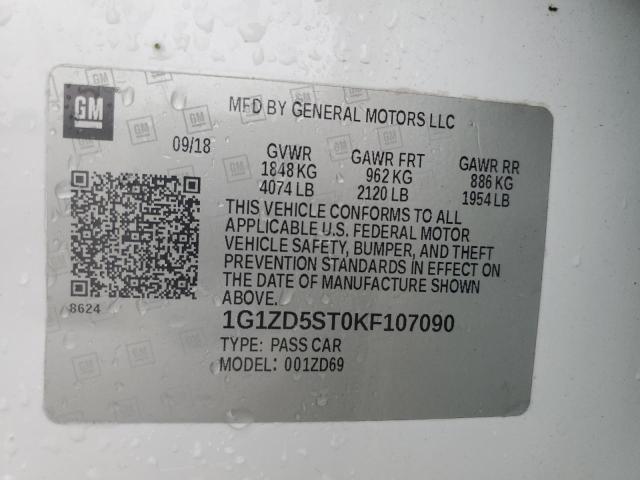 GM
MFD BY GENERAL MOTORS LLC
09/18
GVWR GAWR FRT GAWR RR
1848 KG 962 KG 886 KG
4074 LB 2120 LB 1954 LB
THIS VEHICLE CONFORMS TO ALL
APPLICABLE U.S. FEDERAL MOTOR
VEHICLE SAFETY, BUMPER, AND THEFT
PREVENTION STANDARDS IN EFFECT ON
THE DATE OF MANUFACTURE SHOWN
ABOVE.
8624
1G1ZD5ST0KF107090
TYPE: PASS CAR
MODEL: 001ZD69